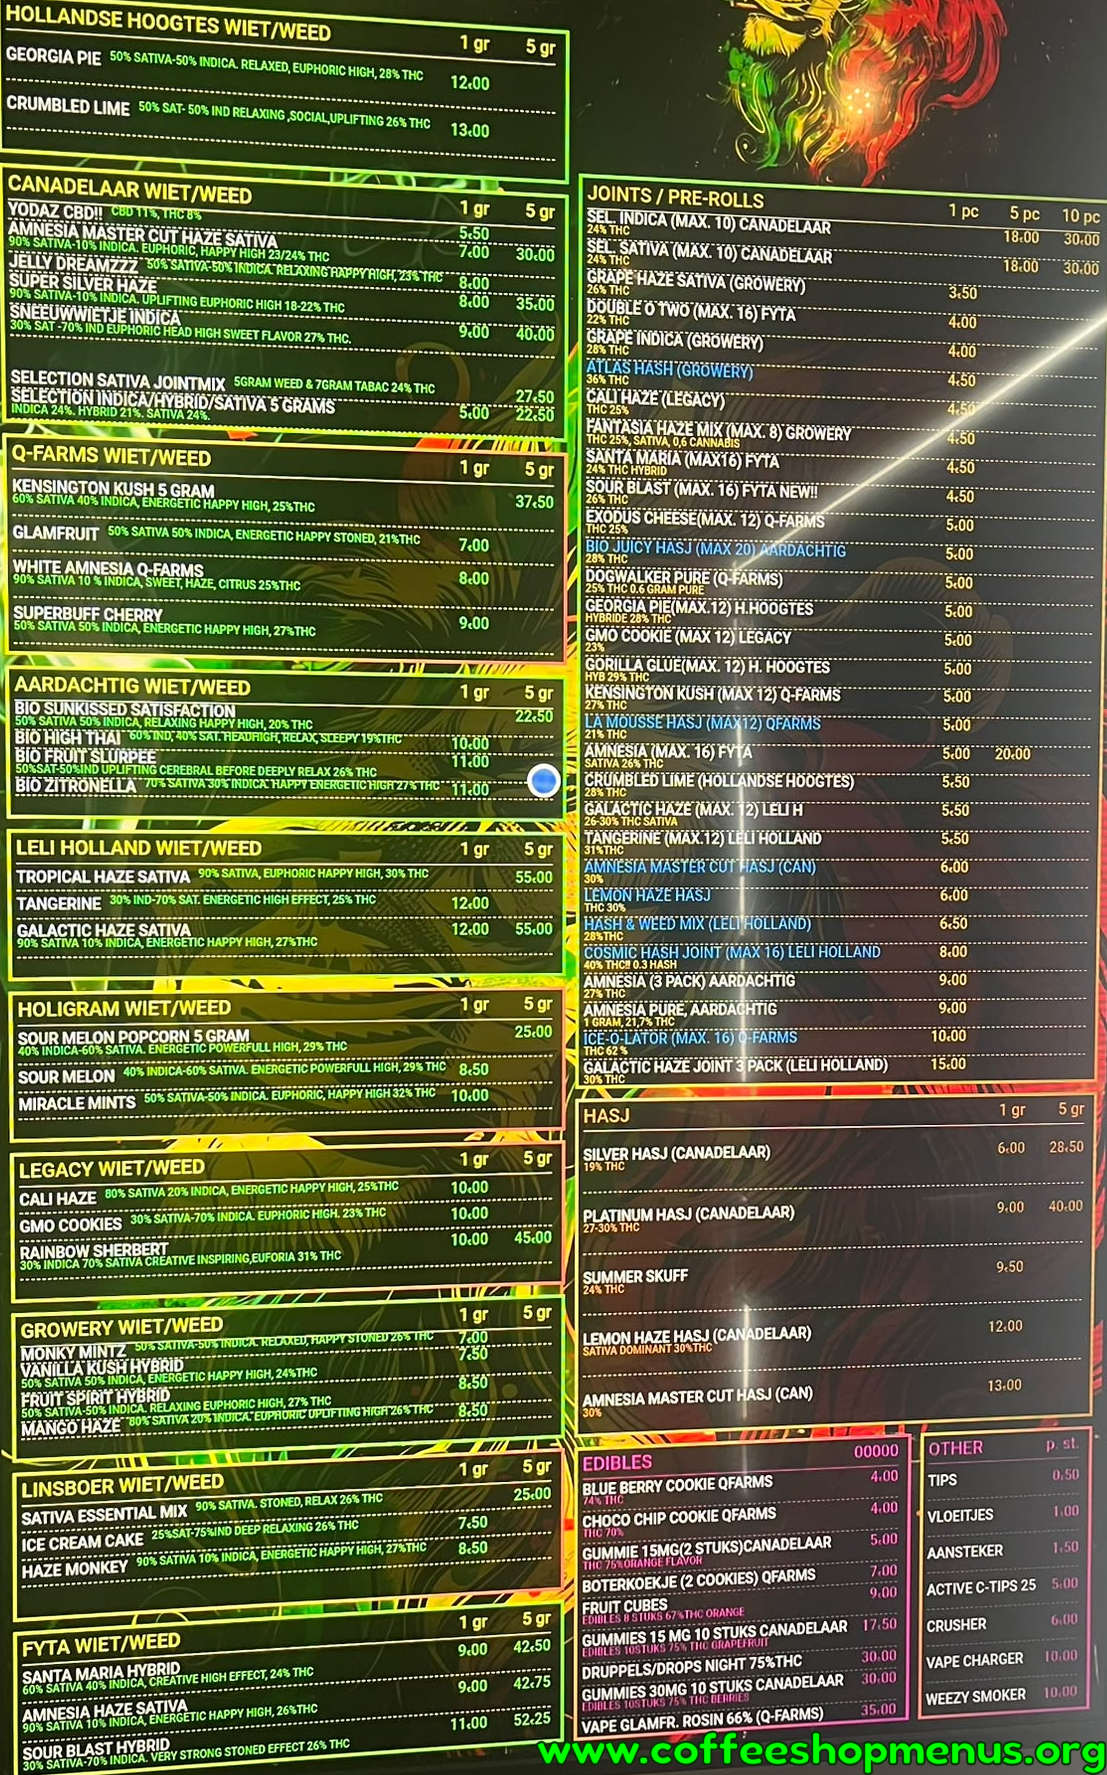 HOLLANDSE HOOGTES WIET/WEED 1 gr 5 gr
GEORGIA PIE 50% SATIVA-50% INDICA. RELAXED, EUPHORIC HIGH, 28% THC 12.00
CRUMBLED LIME 50% SAT- 50% IND RELAXING ,SOCIAL,UPLIFTING 26% THC 13.00
CANADELAAR WIET/WEED 1 gr 5 gr
YODAZ CBD!! CBD 11%, THC 8% 5.50
AMNESIA MASTER CUT HAZE SATIVA 7.00 30.00
90% SATIVA-10% INDICA. EUPHORIC, HAPPY HIGH 23/24% THC
JELLY DREAMZZZ 50% SATIVA-50% INDICA. RELAXING HAPPY HIGH, 23% THC 8.00
SUPER SILVER HAZE 8.00 35.00
90% SATIVA-10% INDICA. UPLIFTING EUPHORIC HIGH 18-22% THC
SNEEUWWIETJE INDICA 9.00 40.00
30% SAT -70% IND EUPHORIC HEAD HIGH SWEET FLAVOR 27% THC.
SELECTION SATIVA JOINTMIX 5GRAM WEED & 7GRAM TABAC 24% THC 27.50
SELECTION INDICA/HYBRID/SATIVA 5 GRAMS 5.00 22.50
INDICA 24%. HYBRID 21%. SATIVA 24%.
Q-FARMS WIET/WEED 1 gr 5 gr
KENSINGTON KUSH 5 GRAM 37.50
60% SATIVA 40% INDICA, ENERGETIC HAPPY HIGH, 25%THC
GLAMFRUIT 50% SATIVA 50% INDICA, ENERGETIC HAPPY STONED, 21%THC 7.00
WHITE AMNESIA Q-FARMS 8.00
90% SATIVA 10 % INDICA, SWEET, HAZE, CITRUS 25%THC
SUPERBUFF CHERRY 9.00
50% SATIVA 50% INDICA, ENERGETIC HAPPY HIGH, 27%THC
AARDACHTIG WIET/WEED 1 gr 5 gr
BIO SUNKISSED SATISFACTION 22.50
50% SATIVA 50% INDICA, RELAXING HAPPY HIGH, 20% THC
BIO HIGH THAI 60% IND, 40% SAT. HEADHIGH, RELAX, SLEEPY 19%THC 10.00
BIO FRUIT SLURPEE 11.00
50%SAT-50%IND UPLIFTING CEREBRAL BEFORE DEEPLY RELAX 26% THC
BIO ZITRONELLA 70% SATIVA 30% INDICA. HAPPY ENERGETIC HIGH 27% THC 11.00
LELI HOLLAND WIET/WEED 1 gr 5 gr
TROPICAL HAZE SATIVA 90% SATIVA, EUPHORIC HAPPY HIGH, 30% THC 55.00
TANGERINE 30% IND-70% SAT. ENERGETIC HIGH EFFECT, 25% THC 12.00
GALACTIC HAZE SATIVA 12.00 55.00
90% SATIVA 10% INDICA, ENERGETIC HAPPY HIGH, 27%THC
HOLIGRAM WIET/WEED 1 gr 5 gr
SOUR MELON POPCORN 5 GRAM 25.00
40% INDICA-60% SATIVA. ENERGETIC POWERFULL HIGH, 29% THC
SOUR MELON 40% INDICA-60% SATIVA. ENERGETIC POWERFULL HIGH, 29% THC 8.50
MIRACLE MINTS 50% SATIVA-50% INDICA. EUPHORIC, HAPPY HIGH 32% THC 10.00
LEGACY WIET/WEED 1 gr 5 gr
CALI HAZE 80% SATIVA 20% INDICA, ENERGETIC HAPPY HIGH, 25%THC 10.00
GMO COOKIES 30% SATIVA-70% INDICA. EUPHORIC HIGH. 23% THC 10.00
RAINBOW SHERBERT 10.00 45.00
30% INDICA 70% SATIVA CREATIVE INSPIRING,EUFORIA 31% THC
GROWERY WIET/WEED 1 gr 5 gr
MONKY MINTZ 50% SATIVA-50% INDICA. RELAXED, HAPPY STONED 26% THC 7.00
VANILLA KUSH HYBRID 7.50
50% SATIVA 50% INDICA, ENERGETIC HAPPY HIGH, 24%THC
FRUIT SPIRIT HYBRID 8.50
50% SATIVA-50% INDICA. RELAXING EUPHORIC HIGH, 27% THC
MANGO HAZE 80% SATIVA 20% INDICA. EUPHORIC UPLIFTING HIGH 26% THC 8.50
LINSBOER WIET/WEED 1 gr 5 gr
SATIVA ESSENTIAL MIX 90% SATIVA. STONED, RELAX 26% THC 25.00
ICE CREAM CAKE 25%SAT-75%IND DEEP RELAXING 26% THC 7.50
HAZE MONKEY 90% SATIVA 10% INDICA, ENERGETIC HAPPY HIGH, 27%THC 8.50
FYTA WIET/WEED 1 gr 5 gr
SANTA MARIA HYBRID 9.00 42.50
60% SATIVA 40% INDICA, CREATIVE HIGH EFFECT, 24% THC
AMNESIA HAZE SATIVA 9.00 42.75
90% SATIVA 10% INDICA, ENERGETIC HAPPY HIGH, 26%THC
SOUR BLAST HYBRID 11.00 52.25
30% SATIVA-70% INDICA. VERY STRONG STONED EFFECT 26% THC
JOINTS / PRE-ROLLS 1 pc 5 pc 10 pc
SEL. INDICA (MAX. 10) CANADELAAR 18.00 30.00
24% THC
SEL. SATIVA (MAX. 10) CANADELAAR 18.00 30.00
24% THC
GRAPE HAZE SATIVA (GROWERY) 3.50
26% THC
DOUBLE O TWO (MAX. 16) FYTA 4.00
22% THC
GRAPE INDICA (GROWERY) 4.00
28% THC
ATLAS HASH (GROWERY) 4.50
36% THC
CALI HAZE (LEGACY) 4.50
THC 25%
FANTASIA HAZE MIX (MAX. 8) GROWERY 4.50
THC 25%, SATIVA, 0,6 CANNABIS
SANTA MARIA (MAX16) FYTA 4.50
24% THC HYBRID
SOUR BLAST (MAX. 16) FYTA NEW!! 4.50
26% THC
EXODUS CHEESE(MAX. 12) Q-FARMS 5.00
THC 25%
BIO JUICY HASJ (MAX 20) AARDACHTIG 5.00
28% THC
DOGWALKER PURE (Q-FARMS) 5.00
25% THC 0.6 GRAM PURE
GEORGIA PIE(MAX.12) H.HOOGTES 5.00
HYBRIDE 28% THC
GMO COOKIE (MAX 12) LEGACY 5.00
23%
GORILLA GLUE(MAX. 12) H. HOOGTES 5.00
HYB 29% THC
KENSINGTON KUSH (MAX 12) Q-FARMS 5.00
27% THC
LA MOUSSE HASJ (MAX12) QFARMS 5.00
21% THC
AMNESIA (MAX. 16) FYTA 5.00 20.00
SATIVA 26% THC
CRUMBLED LIME (HOLLANDSE HOOGTES) 5.50
28% THC
GALACTIC HAZE (MAX. 12) LELI H 5.50
26-30% THC SATIVA
TANGERINE (MAX.12) LELI HOLLAND 5.50
31%THC
AMNESIA MASTER CUT HASJ (CAN) 6.00
30%
LEMON HAZE HASJ 6.00
THC 30%
HASH & WEED MIX (LELI HOLLAND) 6.50
28%THC
COSMIC HASH JOINT (MAX 16) LELI HOLLAND 8.00
40% THC!! 0.3 HASH
AMNESIA (3 PACK) AARDACHTIG 9.00
27% THC
AMNESIA PURE, AARDACHTIG 9.00
1 GRAM, 21,7% THC
ICE-O-LATOR (MAX. 16) Q-FARMS 10.00
THC 62 %
GALACTIC HAZE JOINT 3 PACK (LELI HOLLAND) 15.00
30% THC
HASJ 1 gr 5 gr
SILVER HASJ (CANADELAAR) 6.00 28.50
19% THC
PLATINUM HASJ (CANADELAAR) 9.00 40.00
27-30% THC
SUMMER SKUFF 9.50
24% THC
LEMON HAZE HASJ (CANADELAAR) 12.00
SATIVA DOMINANT 30%THC
AMNESIA MASTER CUT HASJ (CAN) 13.00
30%
EDIBLES 00000
BLUE BERRY COOKIE QFARMS 4.00
74% THC
CHOCO CHIP COOKIE QFARMS 4.00
THC 70%
GUMMIE 15MG(2 STUKS)CANADELAAR 5.00
THC 75%ORANGE FLAVOR
BOTERKOEKJE (2 COOKIES) QFARMS 7.00
FRUIT CUBES 9.00
EDIBLES 8 STUKS 67%THC ORANGE
GUMMIES 15 MG 10 STUKS CANADELAAR 17.50
EDIBLES 10STUKS 75% THC GRAPEFRUIT
DRUPPELS/DROPS NIGHT 75%THC 30.00
GUMMIES 30MG 10 STUKS CANADELAAR 30.00
EDIBLES 10STUKS 75% THC BERRIES
VAPE GLAMFR. ROSIN 66% (Q-FARMS) 35.00
OTHER p. st.
TIPS 0.50
VLOEITJES 1.00
AANSTEKER 1.50
ACTIVE C-TIPS 25 5.00
CRUSHER 6.00
VAPE CHARGER 10.00
WEEZY SMOKER 10.00
www.coffeeshopmenus.org